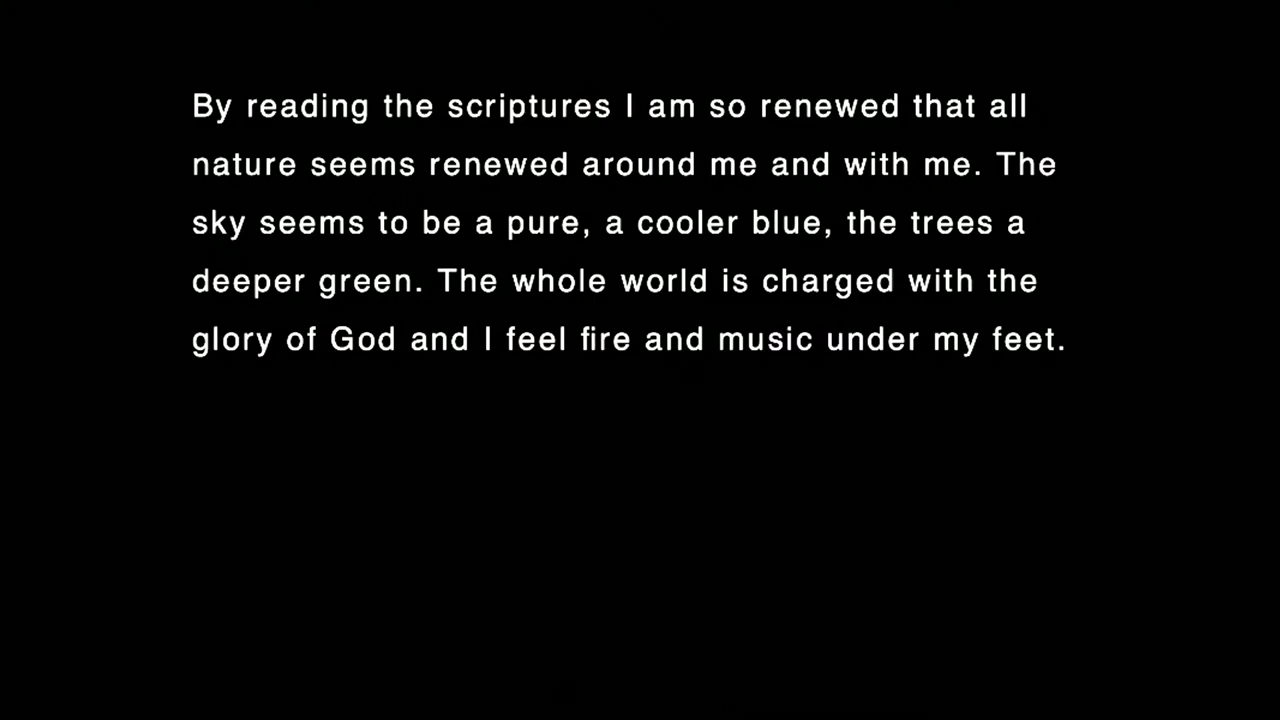 By reading the scriptures I am so renewed that all
nature seems renewed around me and with me. The
sky seems to be a pure, a cooler blue, the trees a
deeper green. The whole world is charged with the
glory of God and I feel fire and music under my feet.